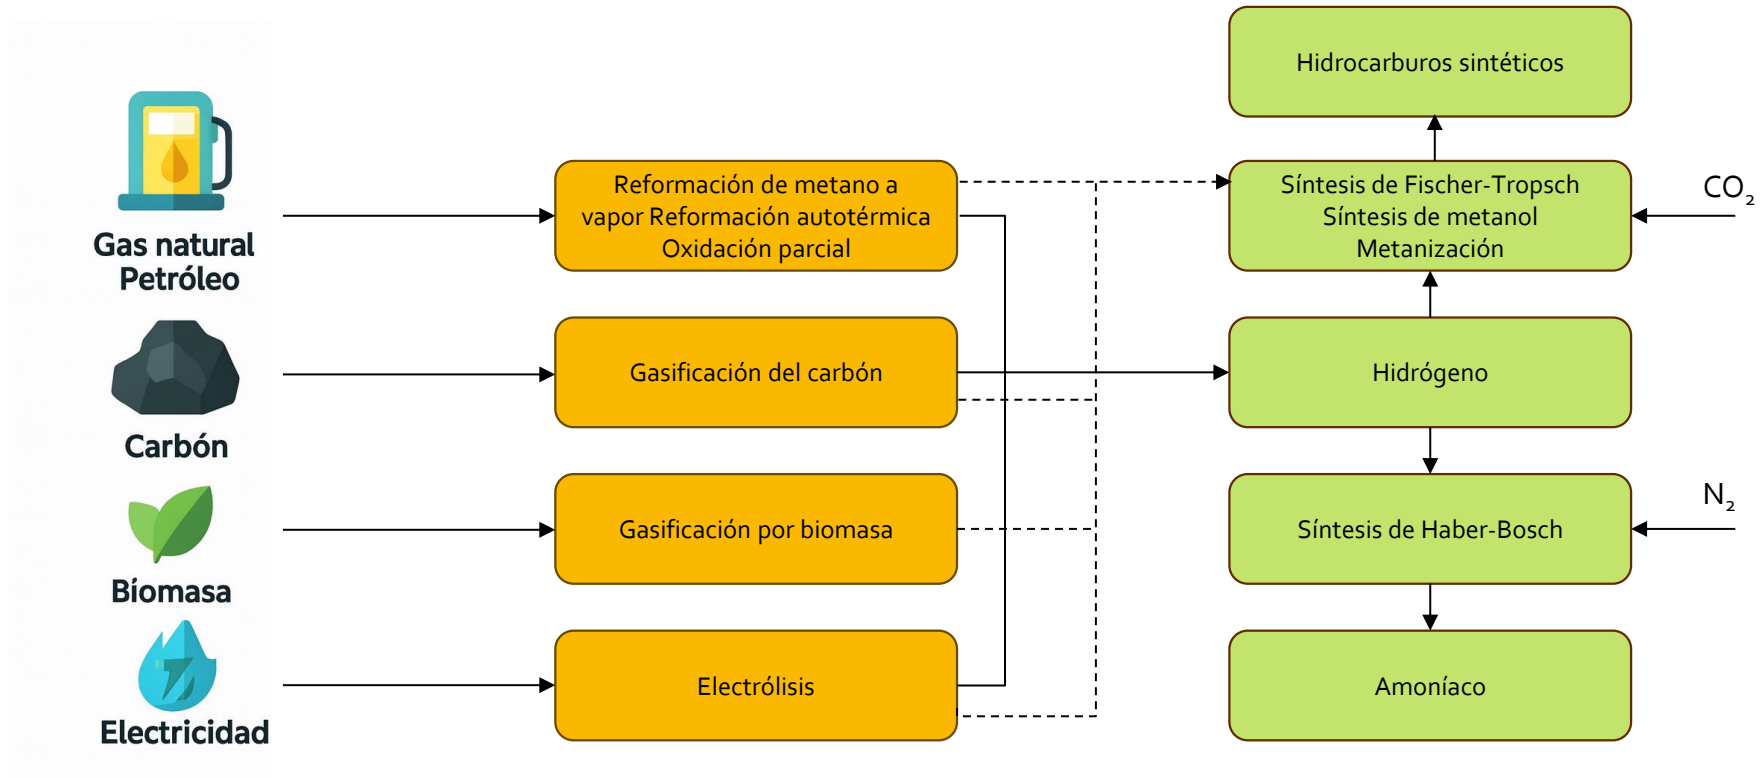 Gas natural
Petróleo
Carbón
Biomasa
Electricidad
Reformación de metano a
vapor Reformación autotérmica
Oxidación parcial
Gasificación del carbón
Gasificación por biomasa
Electrólisis
Hidrocarburos sintéticos
Síntesis de Fischer-Tropsch
Síntesis de metanol
Metanización
Hidrógeno
Síntesis de Haber-Bosch
Amoníaco
CO₂
N₂